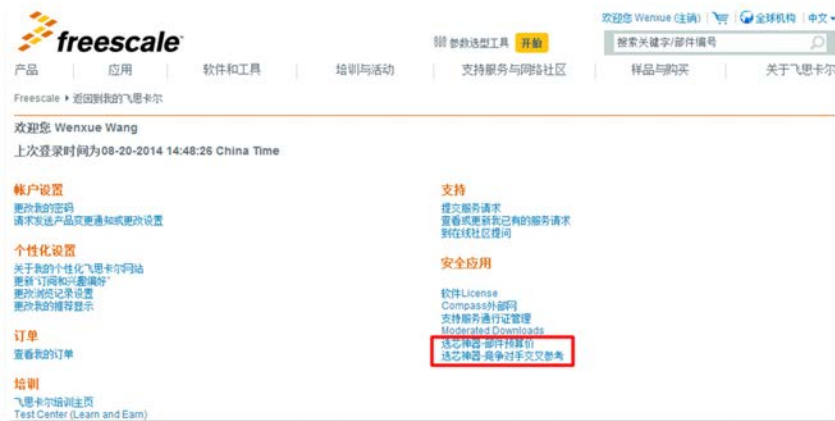 freescale
欢迎您 Wenxue (注销)
全球机构
中文
参数选型工具 开始
搜索关键字/部件编号
产品 应用 软件和工具 培训与活动 支持服务与网络社区 样品与购买 关于飞思卡尔
Freescale 返回到我的飞思卡尔
欢迎您 Wenxue Wang
上次登录时间为08-20-2014 14:48:26 China Time
帐户设置
更改我的密码
请求发送产品变更通知或更改设置
个性化设置
关于我的个性化飞思卡尔网站
更新“订阅和兴趣偏好”
更改浏览记录设置
更改我的推荐显示
订单
查看我的订单
培训
飞思卡尔培训主页
Test Center (Learn and Earn)
支持
提交服务请求
查看或更新我已有的服务请求
到在线社区提问
安全应用
软件License
Compass外部网
支持服务通行证管理
Moderated Downloads
选芯神器-部件预算价
选芯神器-竞争对手交叉参考